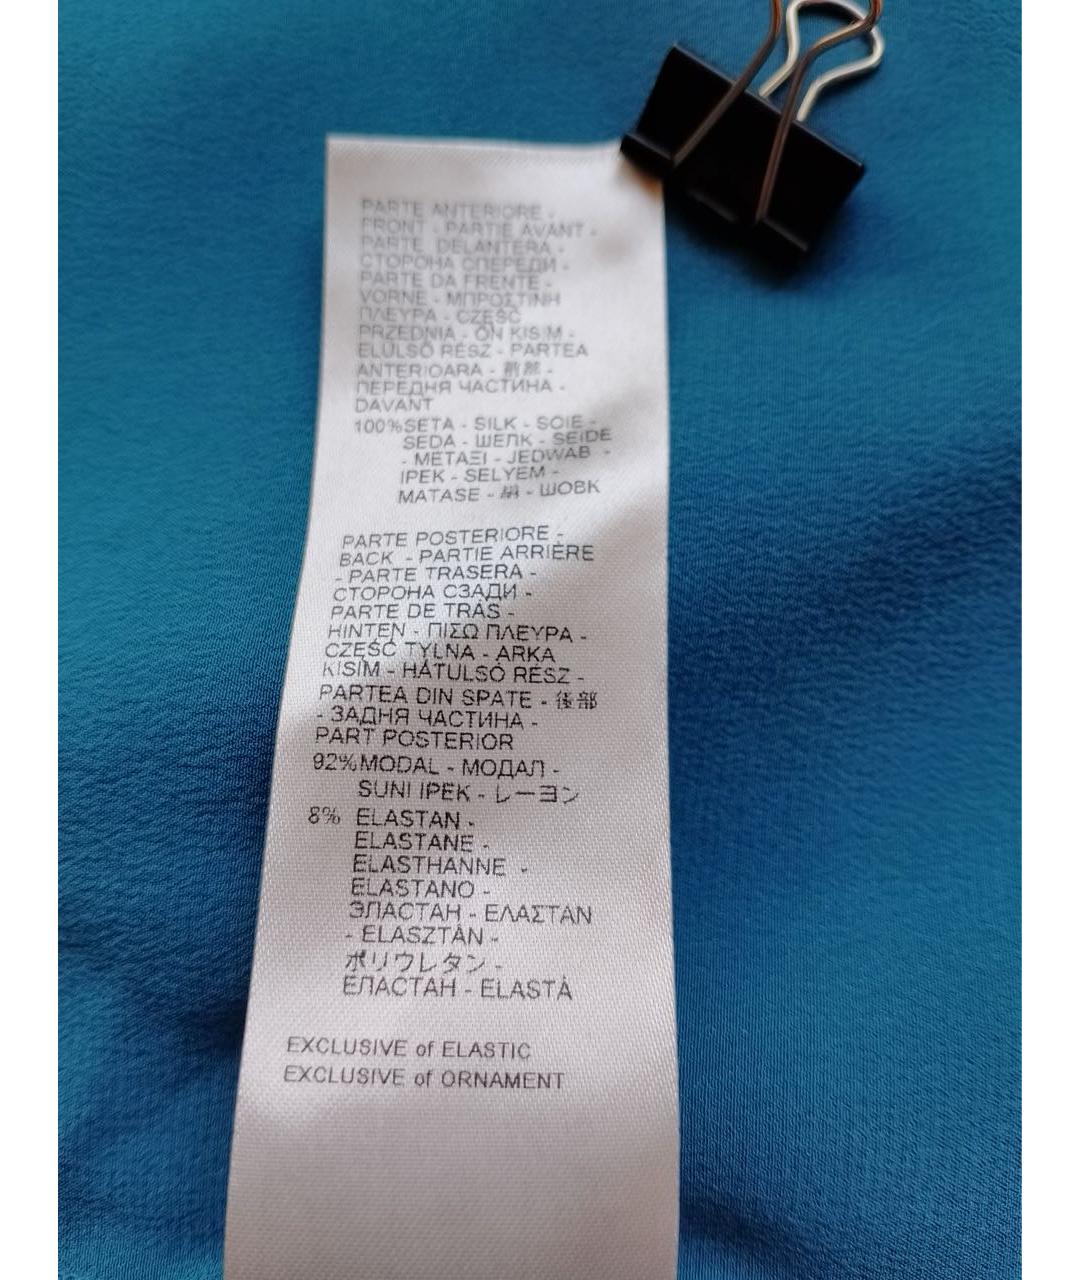 PARTE ANTERIORE -
FRONT - PARTIE AVANT -
PARTE DELANTERA -
СТОРОНА СПЕРЕДИ -
PARTE DA FRENTE -
VORNE - ΜΠΡΟΣΤΙΝΗ
ΠΛΕΥΡΑ - CZĘŚĆ
PRZEDNIA - ÖN KISIM -
ELÜLSŐ RÉSZ - PARTEA
ANTERIOARA - 前部 -
ПЕРЕДНЯ ЧАСТИНА -
DAVANT
100%SETA - SILK - SOIE -
SEDA - ШЕЛК - SEIDE
- ΜΕΤΑΞΙ - JEDWAB -
IPEK - SELYEM -
MATASE - 絹 - ШОВК
PARTE POSTERIORE -
BACK - PARTIE ARRIÈRE
- PARTE TRASERA -
СТОРОНА СЗАДИ -
PARTE DE TRÁS -
HINTEN - ΠΙΣΩ ΠΛΕΥΡΑ -
CZĘŚĆ TYLNA - ARKA
KISIM - HÁTULSÓ RÉSZ -
PARTEA DIN SPATE - 後部
- ЗАДНЯ ЧАСТИНА -
PART POSTERIOR
92%MODAL - МОДАЛ -
SUNI IPEK - レーヨン
8% ELASTAN -
ELASTANE -
ELASTHANNE -
ELASTANO -
ЭЛАСТАН - ΕΛΑΣΤΑΝ
- ELASZTÁN -
ポリウレタン -
ЕЛАСТАН - ELASTÀ
EXCLUSIVE of ELASTIC
EXCLUSIVE of ORNAMENT